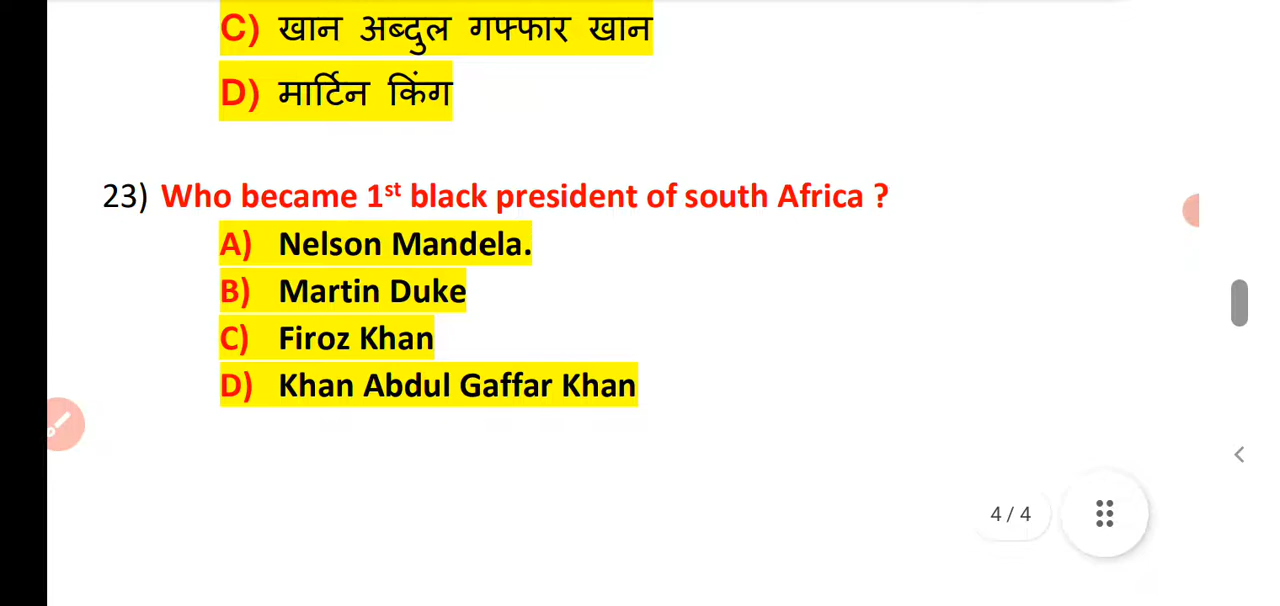 C) खान अब्दुल गफ्फार खान
D) मार्टिन किंग
23) Who became 1st black president of south Africa ?
A) Nelson Mandela.
B) Martin Duke
C) Firoz Khan
D) Khan Abdul Gaffar Khan
4 / 4